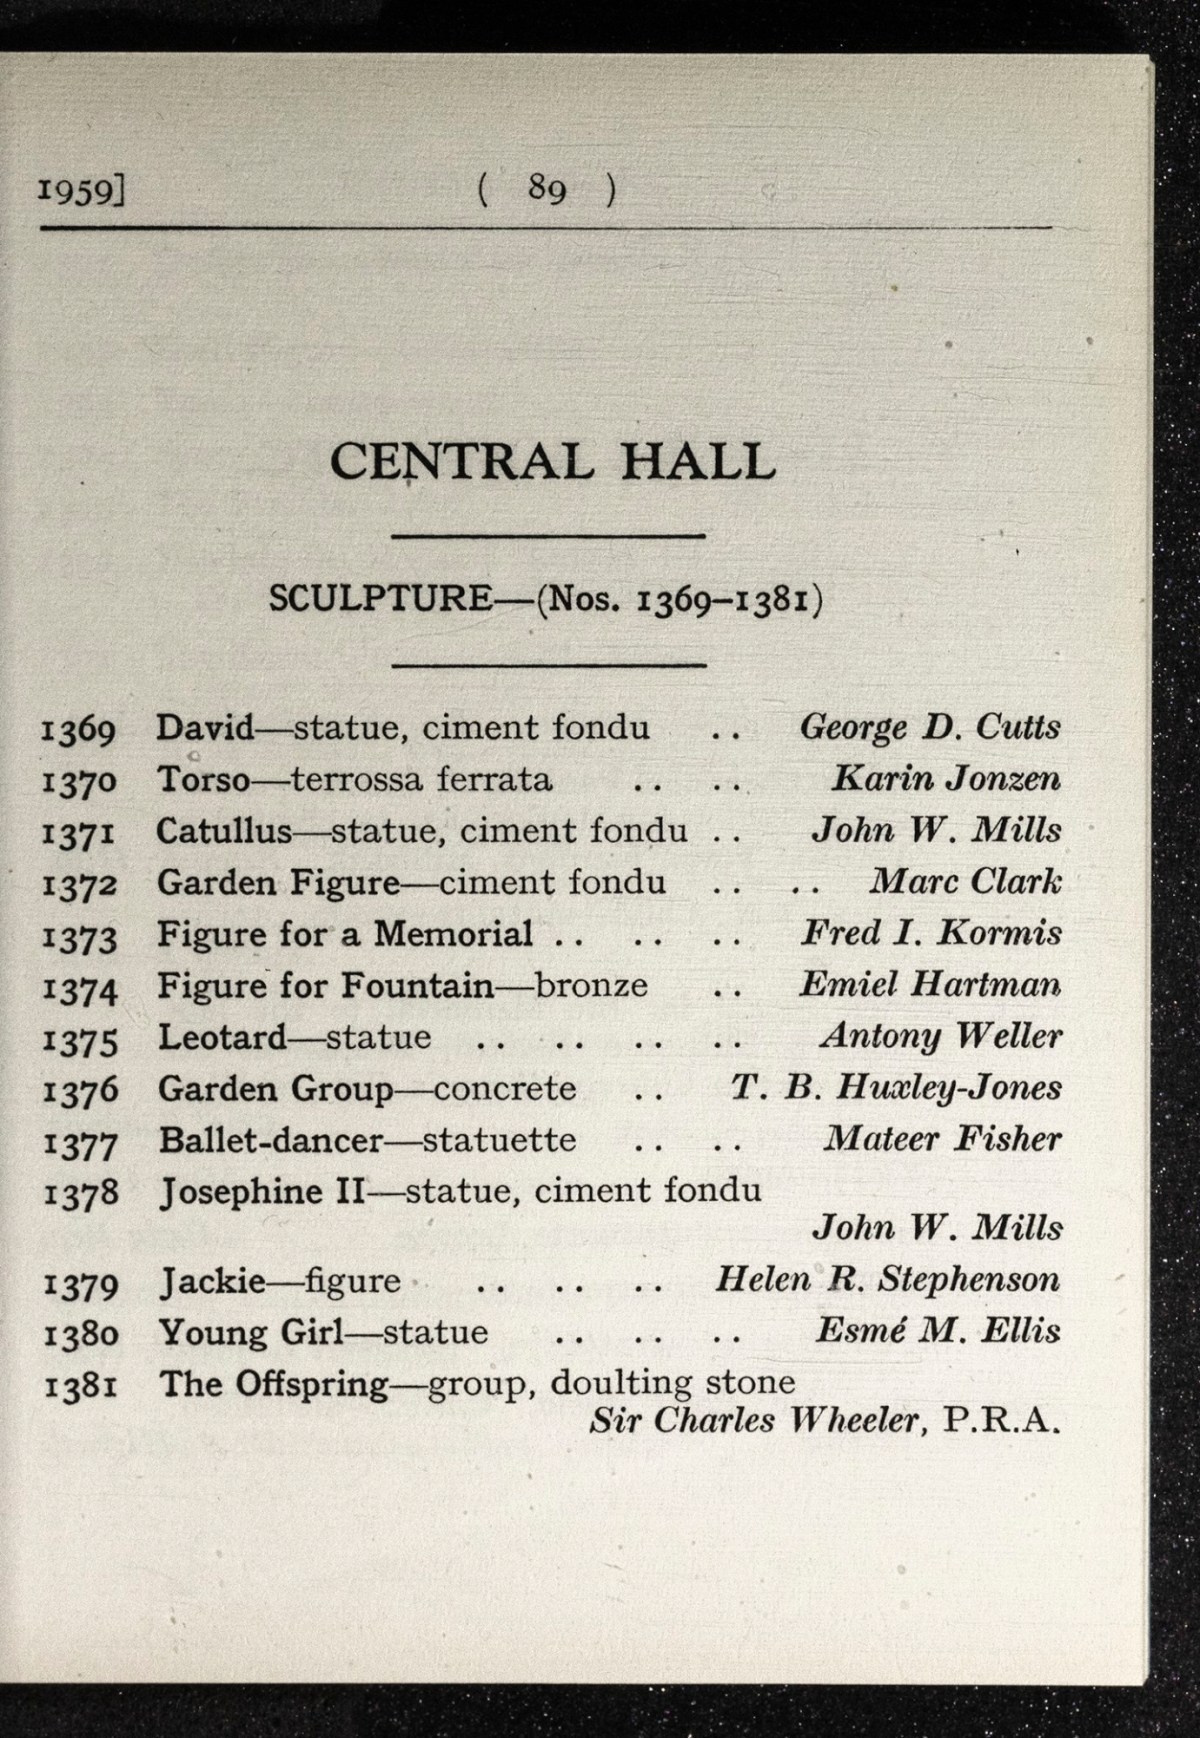 1959] ( 89 )
CENTRAL HALL
SCULPTURE—(Nos. 1369–1381)
1369 David—statue, ciment fondu .. George D. Cutts
1370 Torso—terrossa ferrata .. .. Karin Jonzen
1371 Catullus—statue, ciment fondu .. John W. Mills
1372 Garden Figure—ciment fondu .. .. Marc Clark
1373 Figure for a Memorial .. .. .. Fred I. Kormis
1374 Figure for Fountain—bronze .. Emiel Hartman
1375 Leotard—statue .. .. .. .. Antony Weller
1376 Garden Group—concrete .. T. B. Huxley-Jones
1377 Ballet-dancer—statuette .. .. Mateer Fisher
1378 Josephine II—statue, ciment fondu
John W. Mills
1379 Jackie—figure .. .. .. Helen R. Stephenson
1380 Young Girl—statue .. .. .. Esmé M. Ellis
1381 The Offspring—group, doulting stone
Sir Charles Wheeler, P.R.A.